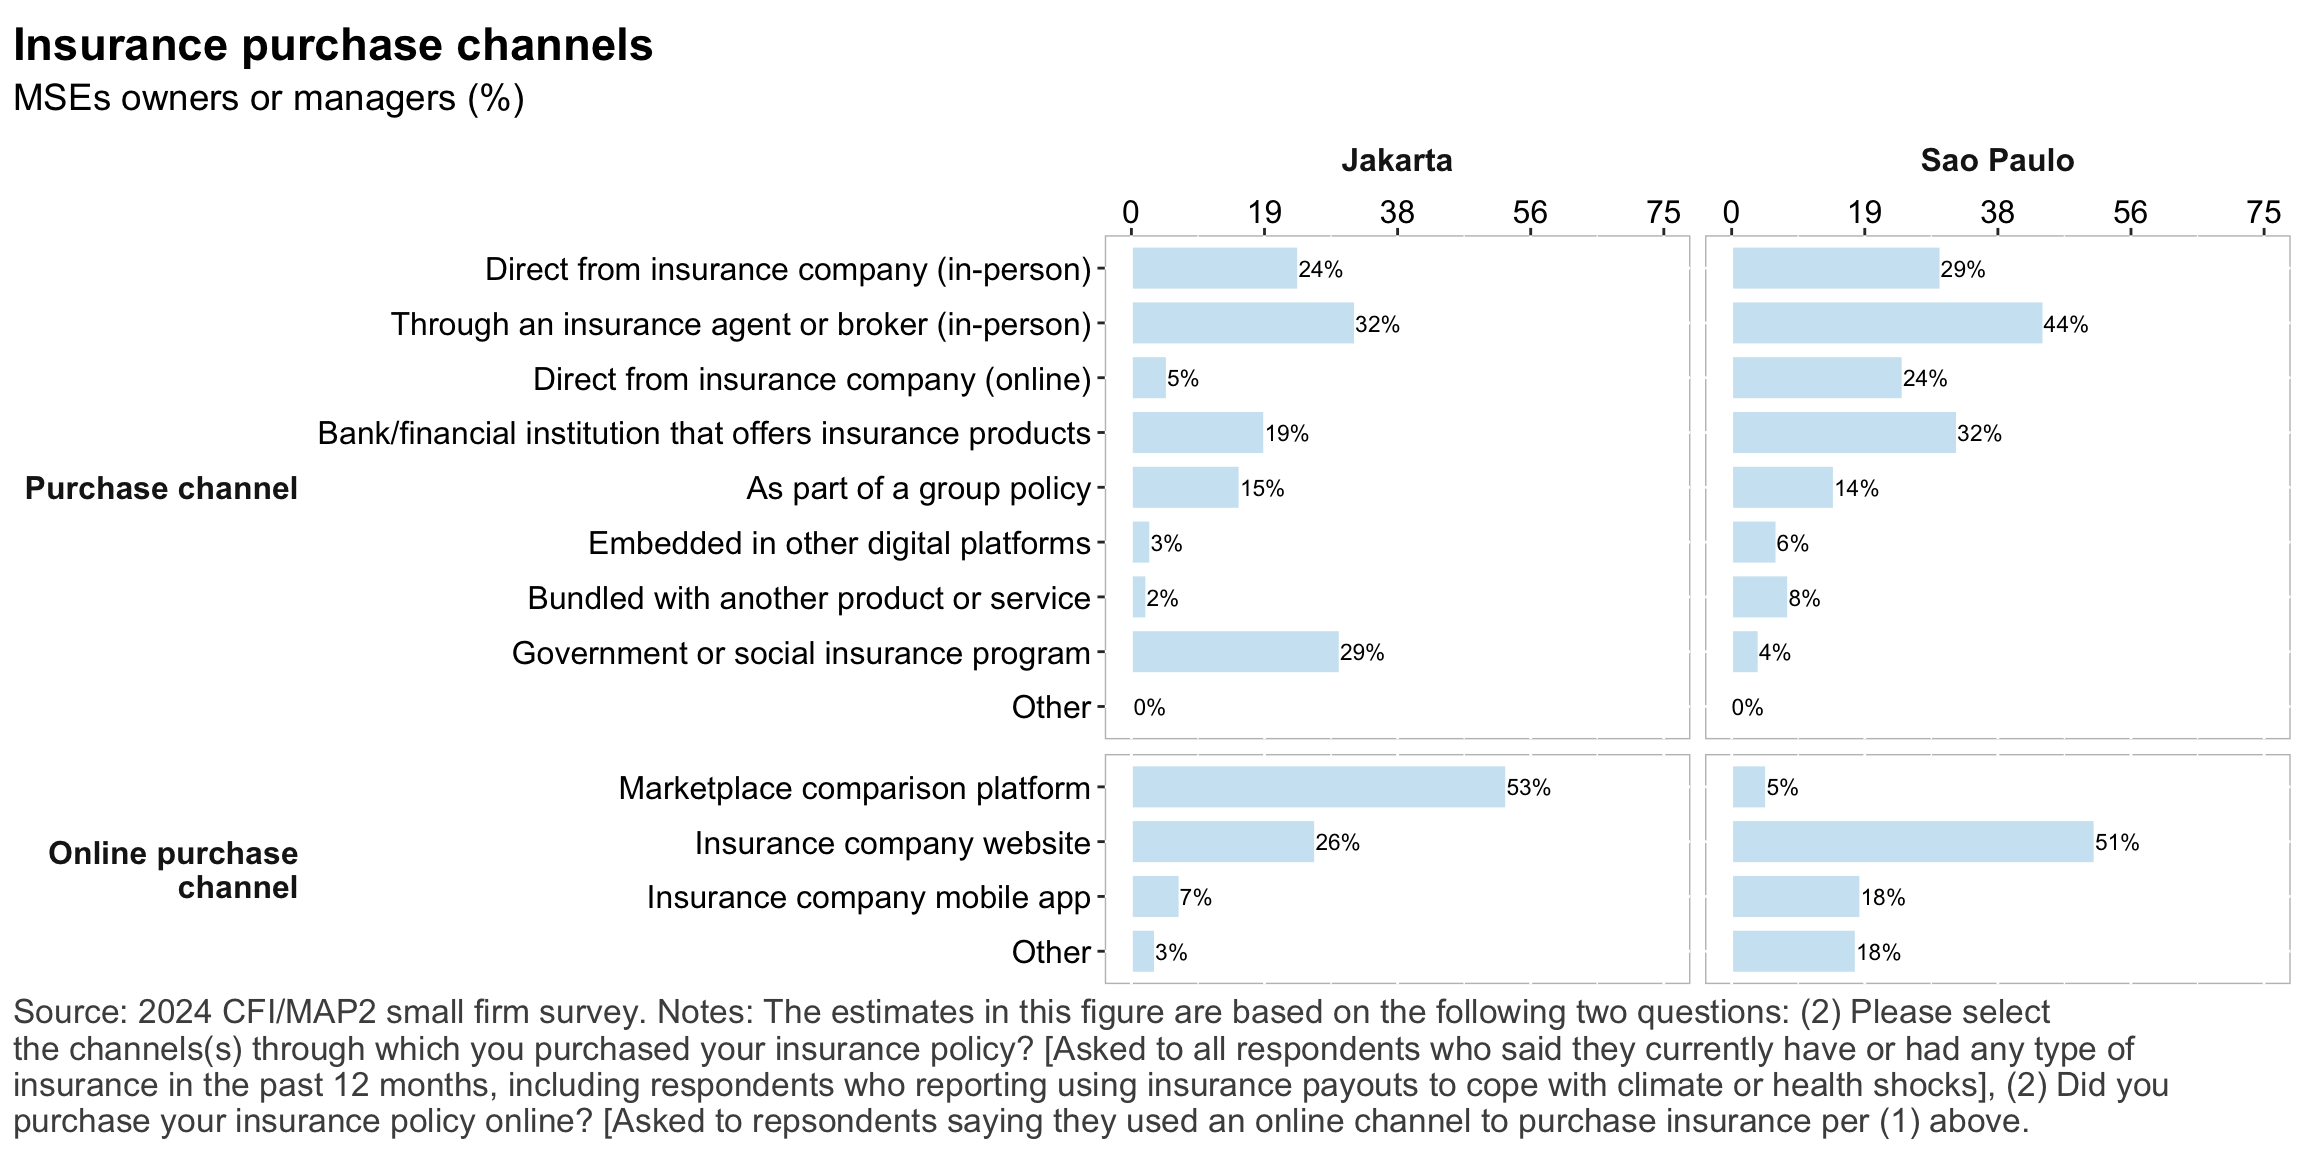 Insurance purchase channels
MSEs owners or managers (%)
Jakarta
Sao Paulo
0 19 38 56 75
0 19 38 56 75
Purchase channel
Direct from insurance company (in-person) 24% 29%
Through an insurance agent or broker (in-person) 32% 44%
Direct from insurance company (online) 5% 24%
Bank/financial institution that offers insurance products 19% 32%
As part of a group policy 15% 14%
Embedded in other digital platforms 3% 6%
Bundled with another product or service 2% 8%
Government or social insurance program 29% 4%
Other 0% 0%
Online purchase
channel
Marketplace comparison platform 53% 5%
Insurance company website 26% 51%
Insurance company mobile app 7% 18%
Other 3% 18%
Source: 2024 CFI/MAP2 small firm survey. Notes: The estimates in this figure are based on the following two questions: (2) Please select
the channels(s) through which you purchased your insurance policy? [Asked to all respondents who said they currently have or had any type of
insurance in the past 12 months, including respondents who reporting using insurance payouts to cope with climate or health shocks], (2) Did you
purchase your insurance policy online? [Asked to repsondents saying they used an online channel to purchase insurance per (1) above.